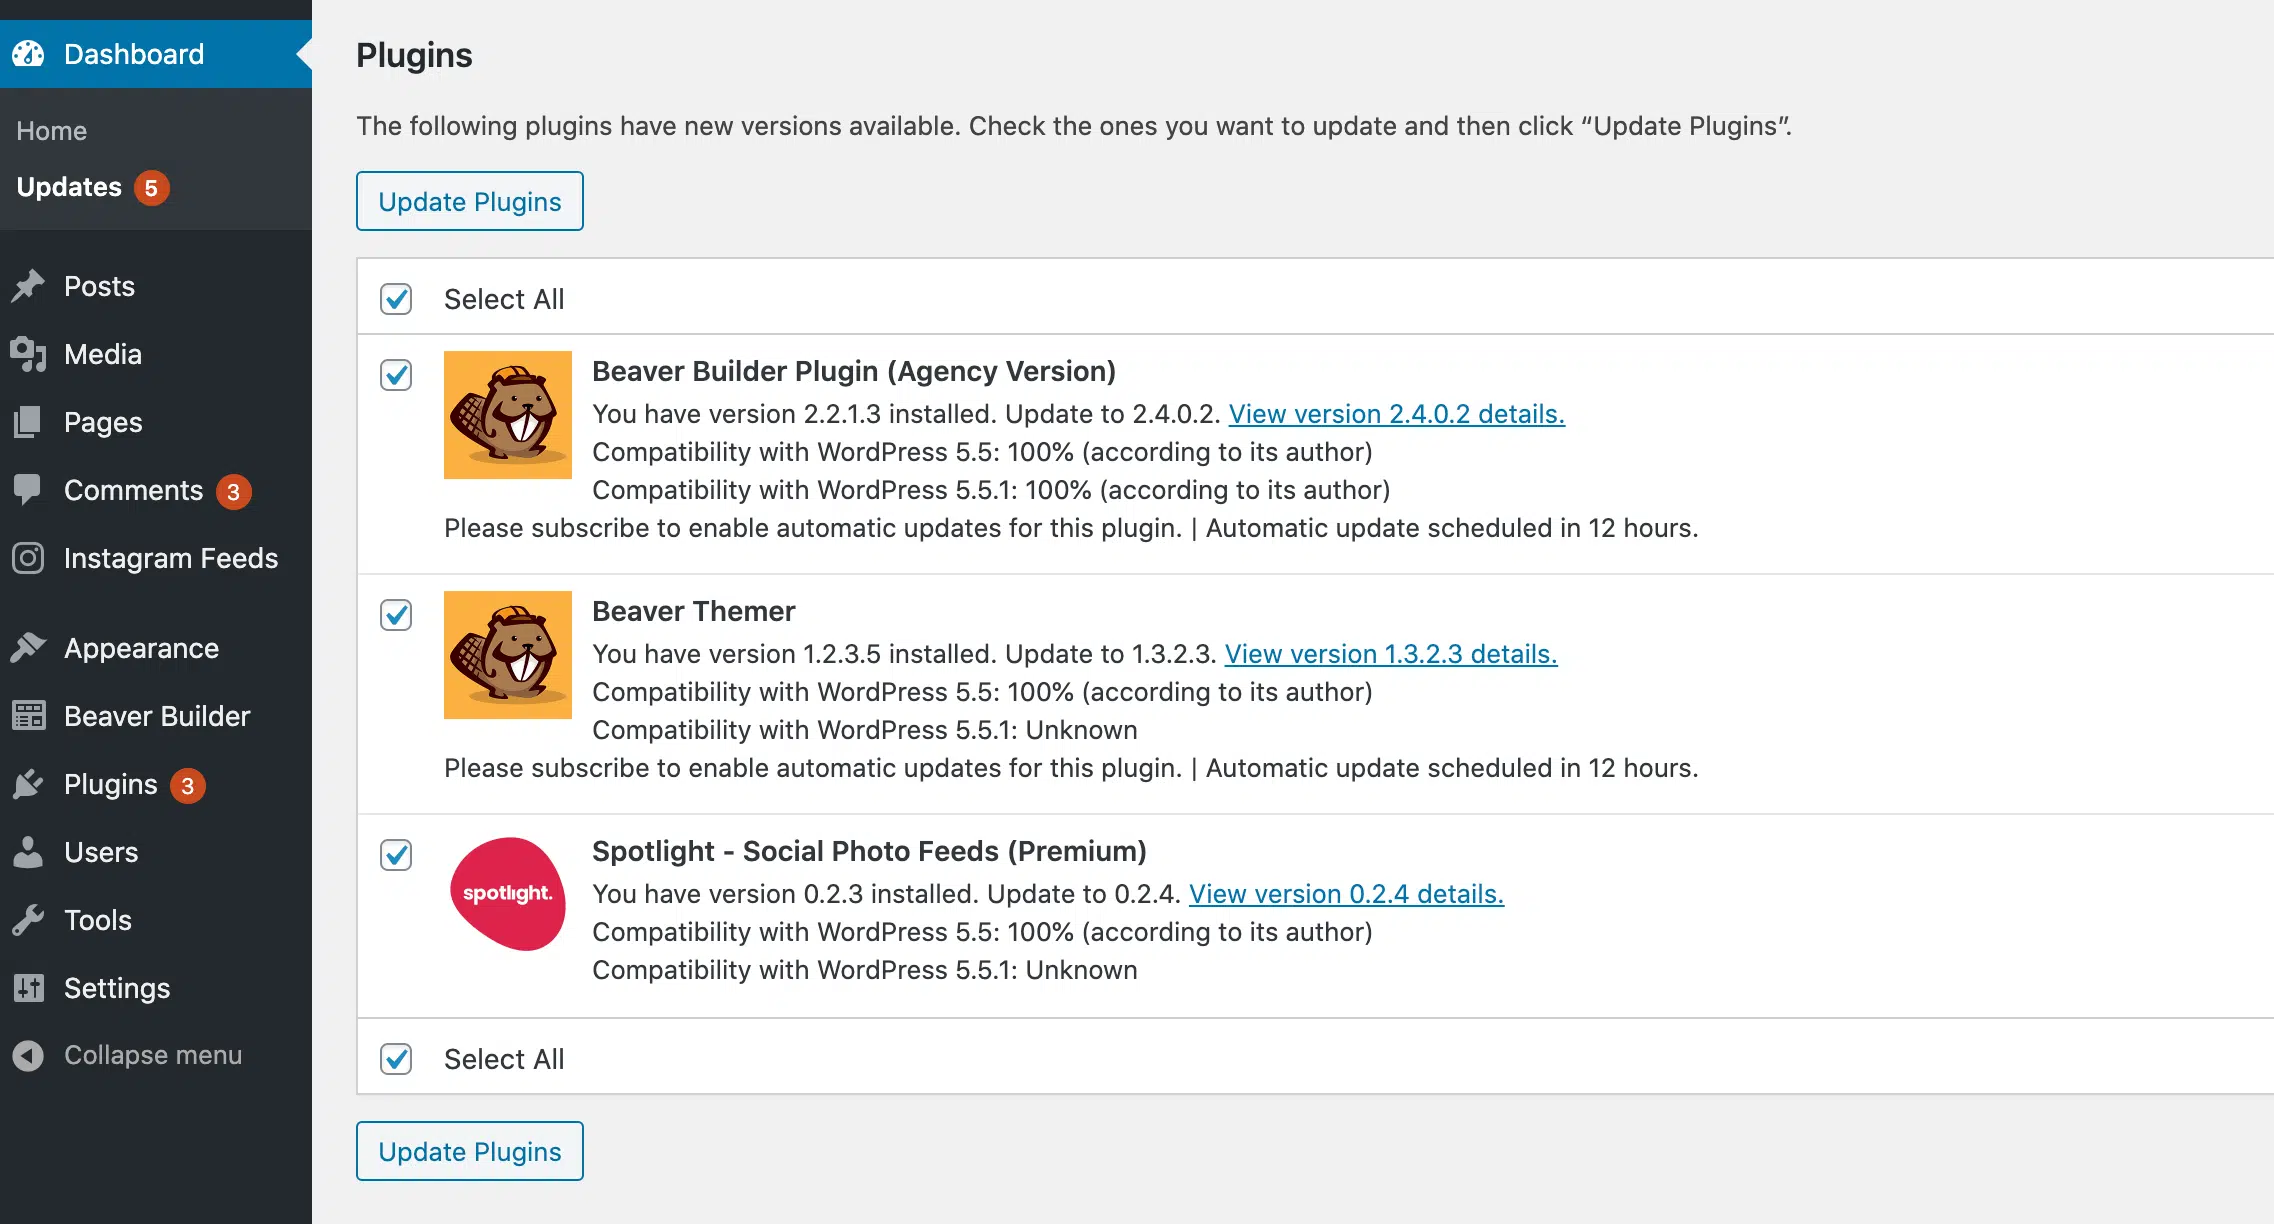 Dashboard
Home
Updates 5
Posts
Media
Pages
Comments 3
Instagram Feeds
Appearance
Beaver Builder
Plugins 3
Users
Tools
Settings
Collapse menu
Plugins
The following plugins have new versions available. Check the ones you want to update and then click “Update Plugins”.
Update Plugins
Select All
Beaver Builder Plugin (Agency Version)
You have version 2.2.1.3 installed. Update to 2.4.0.2. View version 2.4.0.2 details.
Compatibility with WordPress 5.5: 100% (according to its author)
Compatibility with WordPress 5.5.1: 100% (according to its author)
Please subscribe to enable automatic updates for this plugin. | Automatic update scheduled in 12 hours.
Beaver Themer
You have version 1.2.3.5 installed. Update to 1.3.2.3. View version 1.3.2.3 details.
Compatibility with WordPress 5.5: 100% (according to its author)
Compatibility with WordPress 5.5.1: Unknown
Please subscribe to enable automatic updates for this plugin. | Automatic update scheduled in 12 hours.
spotlight.
Spotlight - Social Photo Feeds (Premium)
You have version 0.2.3 installed. Update to 0.2.4. View version 0.2.4 details.
Compatibility with WordPress 5.5: 100% (according to its author)
Compatibility with WordPress 5.5.1: Unknown
Select All
Update Plugins